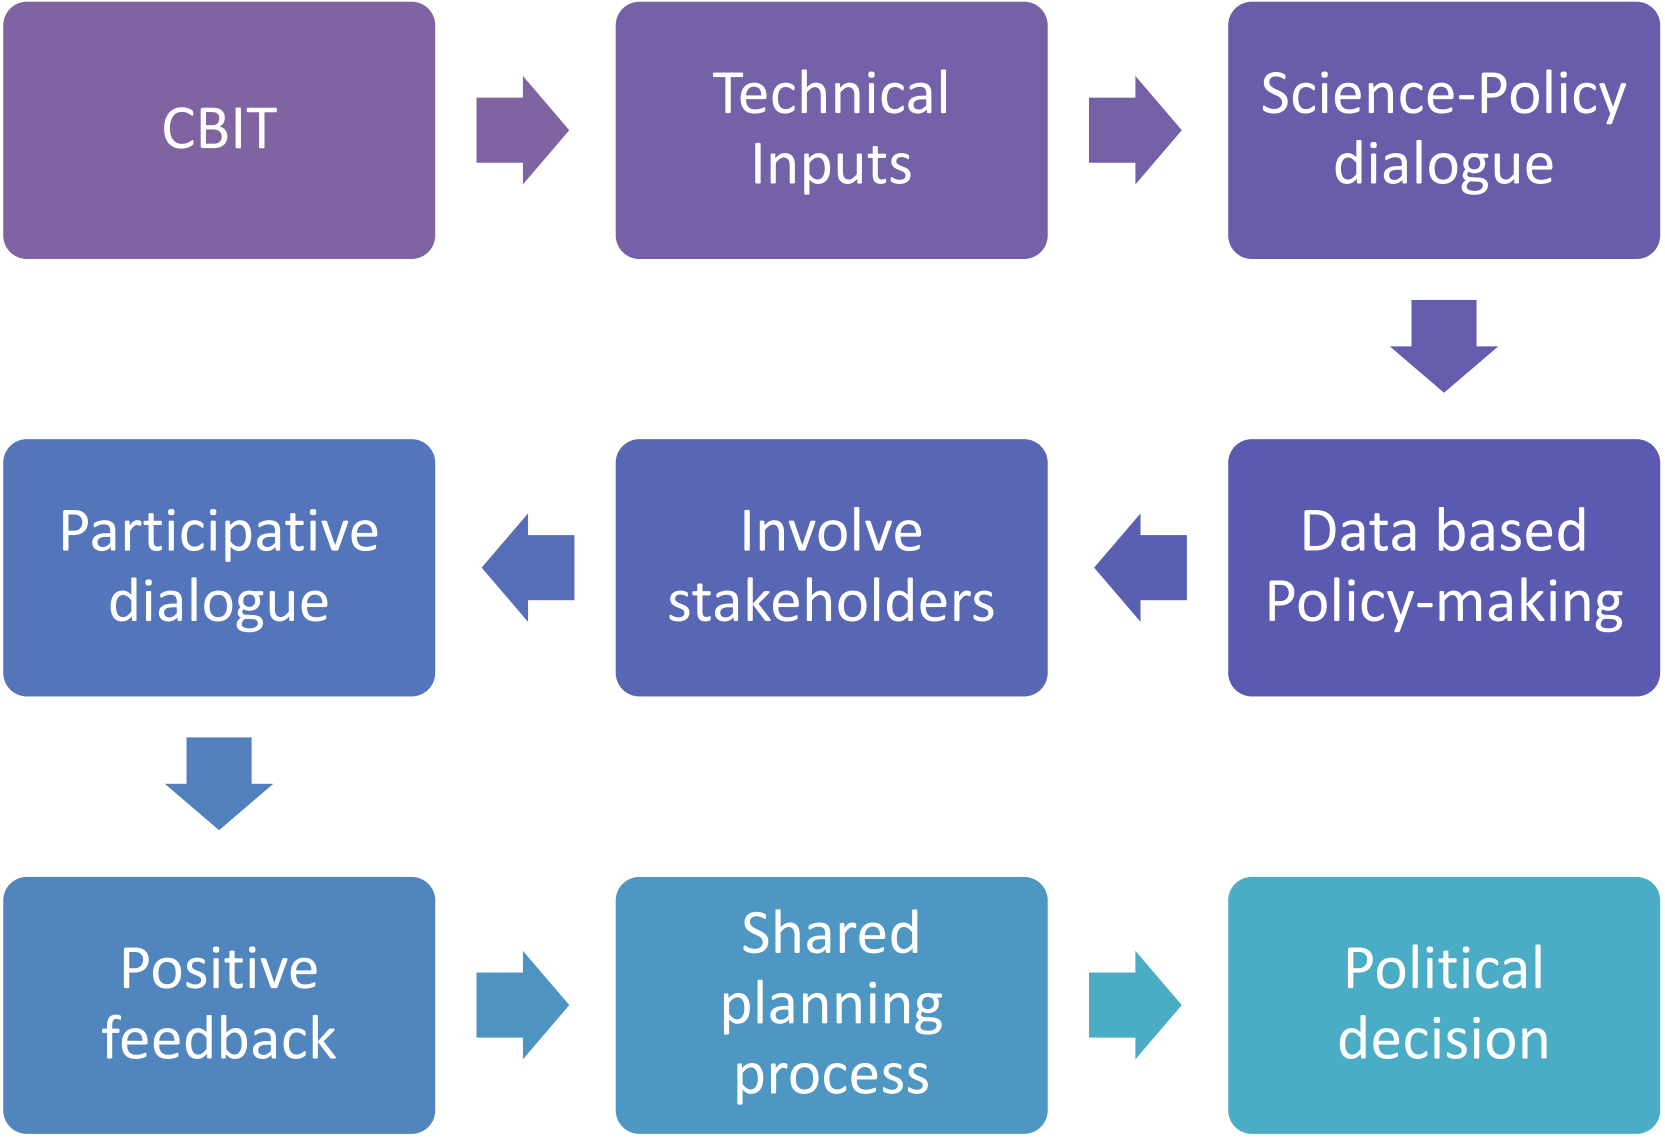 CBIT
Technical
Inputs
Science-Policy
dialogue
Data based
Policy-making
Involve
stakeholders
Participative
dialogue
Positive
feedback
Shared
planning
process
Political
decision